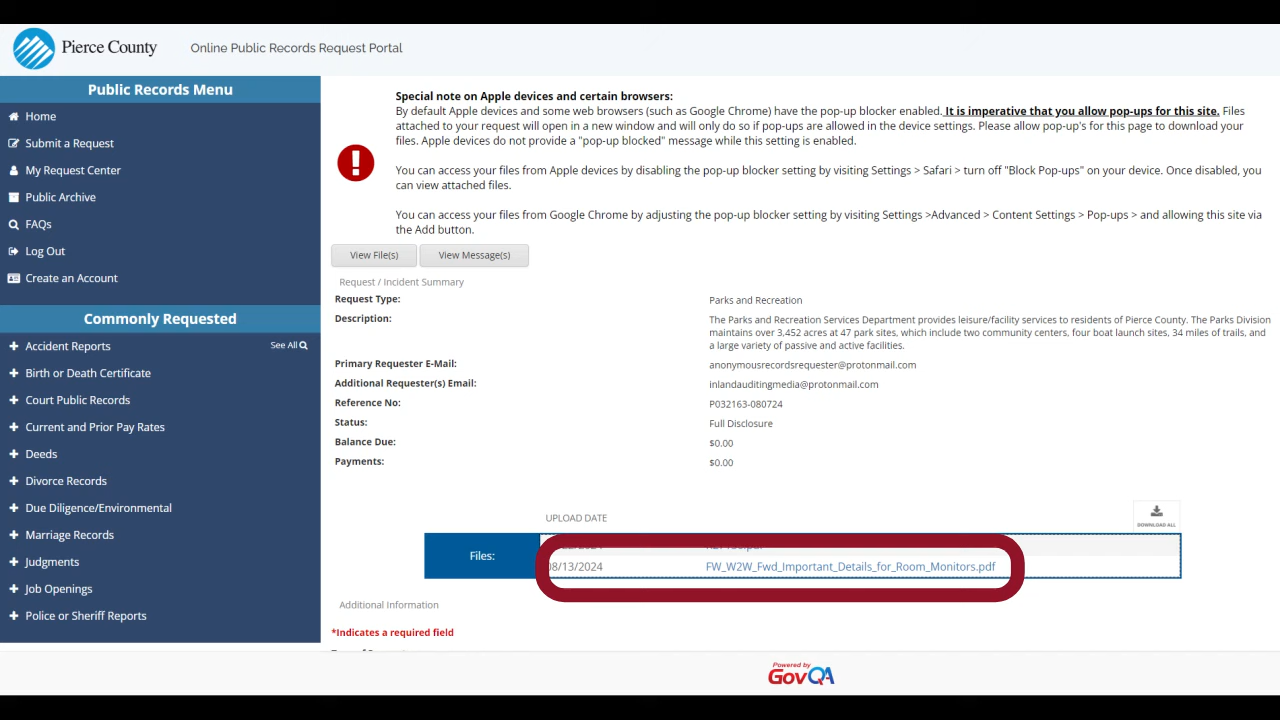 Pierce County
Online Public Records Request Portal
Public Records Menu
Home
Submit a Request
My Request Center
Public Archive
FAQs
Log Out
Create an Account
Commonly Requested
Accident Reports
See All
Birth or Death Certificate
Court Public Records
Current and Prior Pay Rates
Deeds
Divorce Records
Due Diligence/Environmental
Marriage Records
Judgments
Job Openings
Police or Sheriff Reports
Special note on Apple devices and certain browsers:
By default Apple devices and some web browsers (such as Google Chrome) have the pop-up blocker enabled. It is imperative that you allow pop-ups for this site. Files
attached to your request will open in a new window and will only do so if pop-ups are allowed in the device settings. Please allow pop-up's for this page to download your
files. Apple devices do not provide a "pop-up blocked" message while this setting is enabled.
You can access your files from Apple devices by disabling the pop-up blocker setting by visiting Settings > Safari > turn off "Block Pop-ups" on your device. Once disabled, you
can view attached files.
You can access your files from Google Chrome by adjusting the pop-up blocker setting by visiting Settings >Advanced > Content Settings > Pop-ups > and allowing this site via
the Add button.
View File(s)
View Message(s)
Request / Incident Summary
Request Type:
Parks and Recreation
Description:
The Parks and Recreation Services Department provides leisure/facility services to residents of Pierce County. The Parks Division
maintains over 3,452 acres at 47 park sites, which include two community centers, four boat launch sites, 34 miles of trails, and
a large variety of passive and active facilities.
Primary Requester E-Mail:
anonymousrecordsrequester@protonmail.com
Additional Requester(s) Email:
inlandauditingmedia@protonmail.com
Reference No:
P032163-080724
Status:
Full Disclosure
Balance Due:
$0.00
Payments:
$0.00
UPLOAD DATE
DOWNLOAD ALL
Files:
08/13/2024
FW_W2W_Fwd_Important_Details_for_Room_Monitors.pdf
Additional Information
*Indicates a required field
Powered by
GovQA